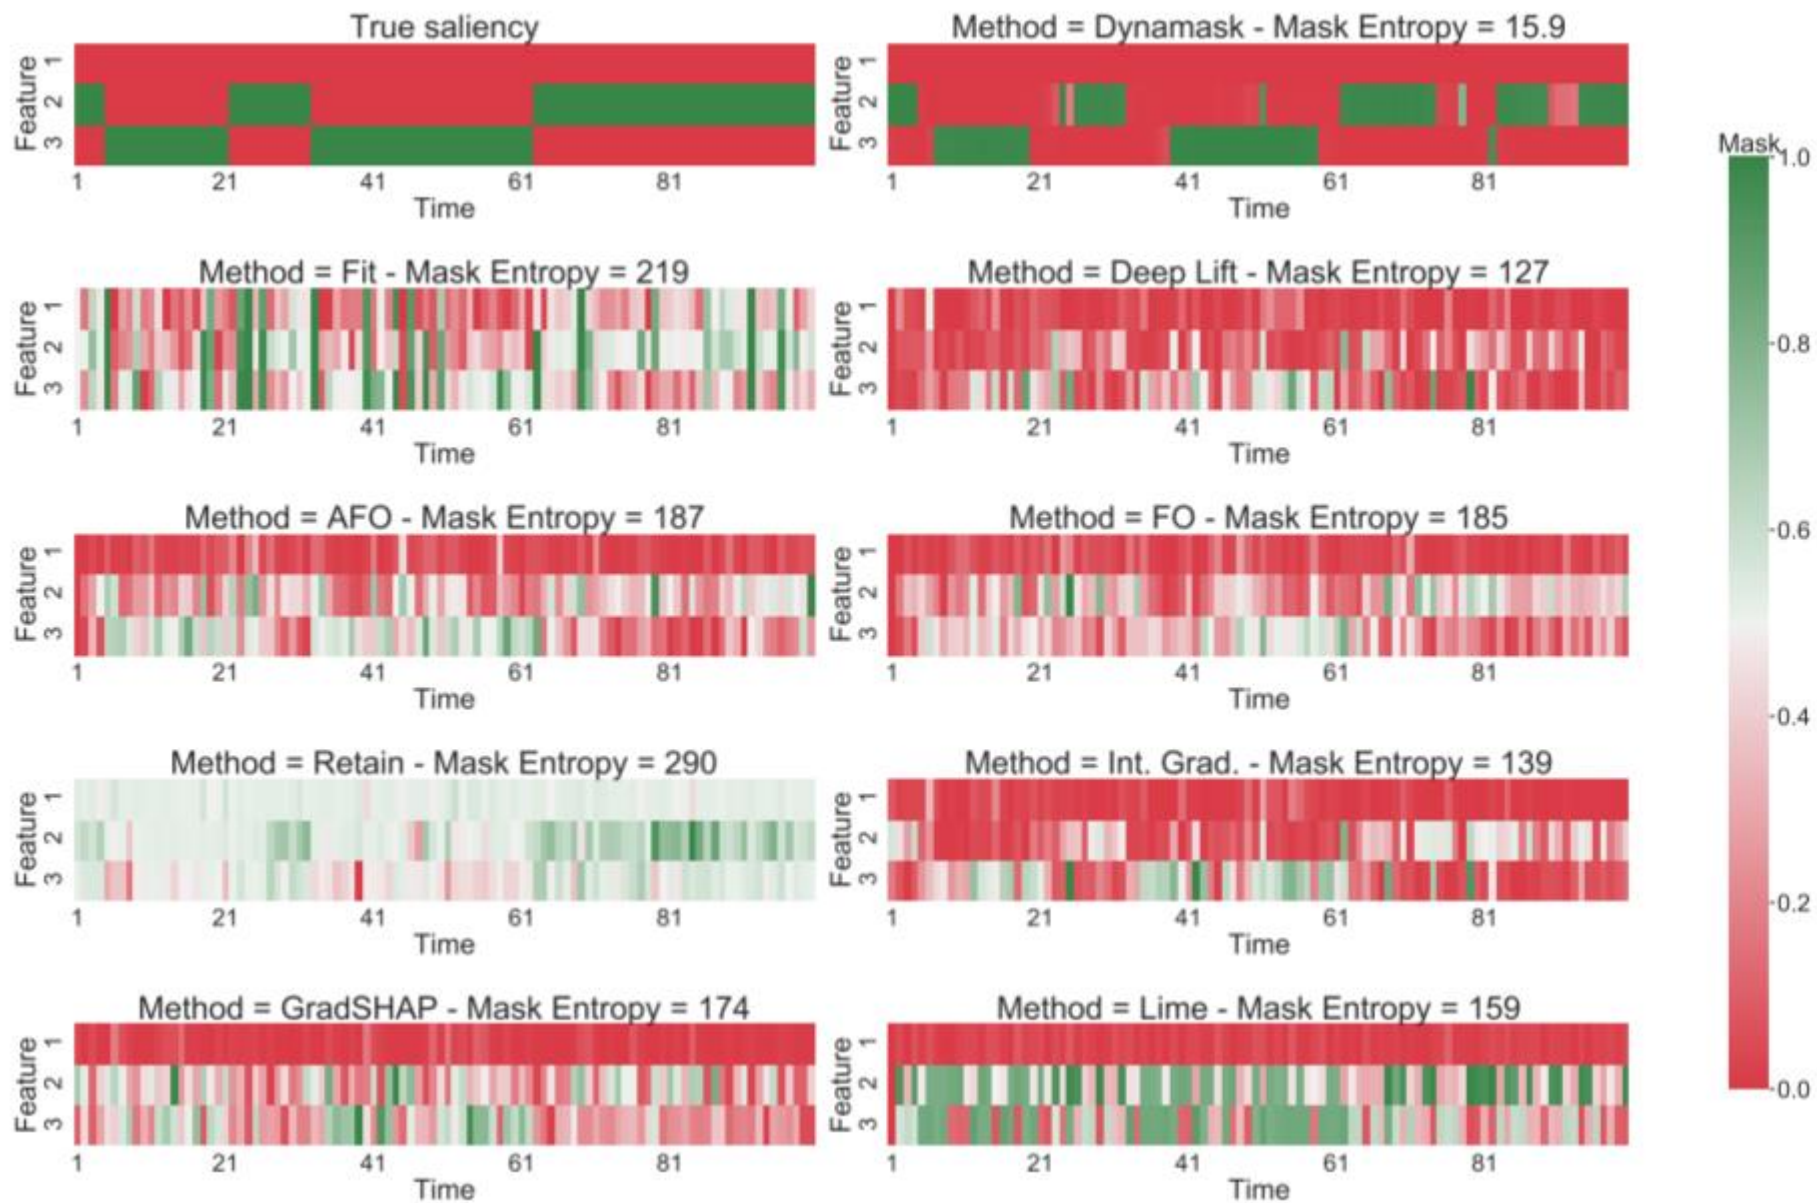 True saliency
Feature
1
2
3
1 21 41 61 81
Time
Method = Dynamask - Mask Entropy = 15.9
Feature
1
2
3
1 21 41 61 81
Time
Method = Fit - Mask Entropy = 219
Feature
1
2
3
1 21 41 61 81
Time
Method = Deep Lift - Mask Entropy = 127
Feature
1
2
3
1 21 41 61 81
Time
Method = AFO - Mask Entropy = 187
Feature
1
2
3
1 21 41 61 81
Time
Method = FO - Mask Entropy = 185
Feature
1
2
3
1 21 41 61 81
Time
Method = Retain - Mask Entropy = 290
Feature
1
2
3
1 21 41 61 81
Time
Method = Int. Grad. - Mask Entropy = 139
Feature
1
2
3
1 21 41 61 81
Time
Method = GradSHAP - Mask Entropy = 174
Feature
1
2
3
1 21 41 61 81
Time
Method = Lime - Mask Entropy = 159
Feature
1
2
3
1 21 41 61 81
Time
Mask
1.0
0.8
0.6
0.4
0.2
0.0